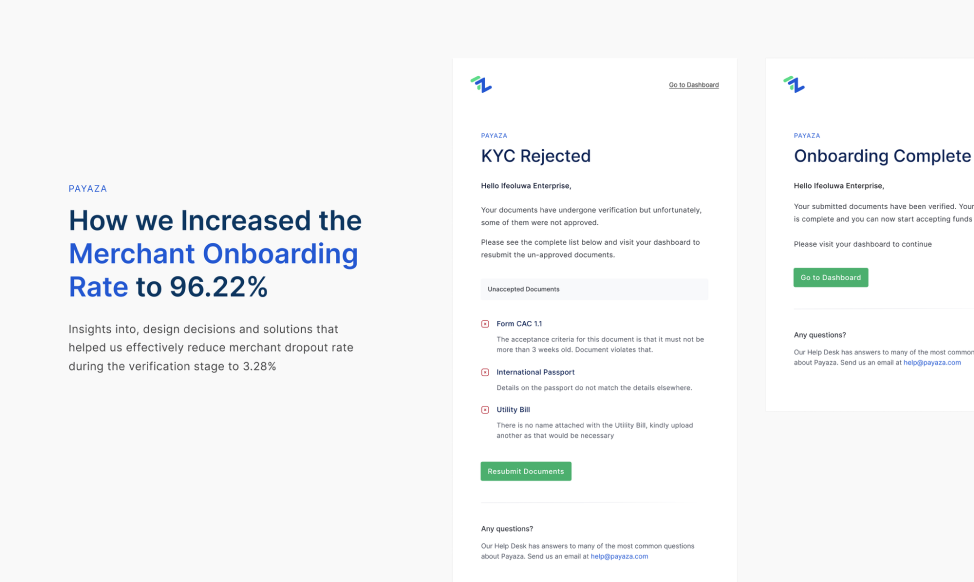 PAYAZA
How we Increased the
Merchant Onboarding
Rate to 96.22%
Insights into, design decisions and solutions that
helped us effectively reduce merchant dropout rate
during the verification stage to 3.28%
Go to Dashboard
PAYAZA
KYC Rejected
Hello Ifeoluwa Enterprise,
Your documents have undergone verification but unfortunately,
some of them were not approved.
Please see the complete list below and visit your dashboard to
resubmit the un-approved documents.
Unaccepted Documents
Form CAC 1.1
The acceptance criteria for this document is that it must not be
more than 3 weeks old. Document violates that.
International Passport
Details on the passport do not match the details elsewhere.
Utility Bill
There is no name attached with the Utility Bill, kindly upload
another as that would be necessary
Resubmit Documents
Any questions?
Our Help Desk has answers to many of the most common questions
about Payaza. Send us an email at help@payaza.com
PAYAZA
Onboarding Complete
Hello Ifeoluwa Enterprise,
Your submitted documents have been verified. Your
is complete and you can now start accepting funds
Please visit your dashboard to continue
Go to Dashboard
Any questions?
Our Help Desk has answers to many of the most common
about Payaza. Send us an email at help@payaza.com